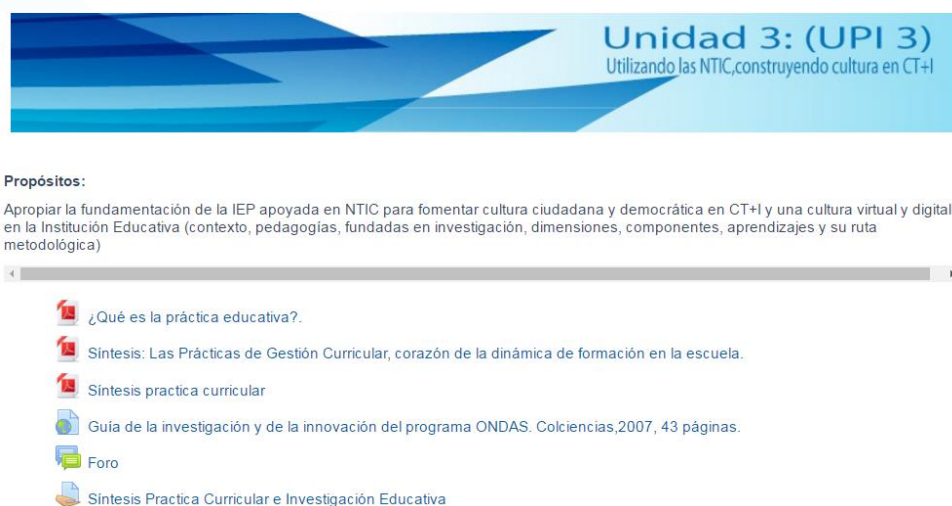 Unidad 3: (UPI 3)
Utilizando las NTIC,construyendo cultura en CT+I
Propósitos:
Apropiar la fundamentación de la IEP apoyada en NTIC para fomentar cultura ciudadana y democrática en CT+I y una cultura virtual y digital
en la Institución Educativa (contexto, pedagogías, fundadas en investigación, dimensiones, componentes, aprendizajes y su ruta
metodológica)
¿Qué es la práctica educativa?.
Síntesis: Las Prácticas de Gestión Curricular, corazón de la dinámica de formación en la escuela.
Síntesis practica curricular
Guía de la investigación y de la innovación del programa ONDAS. Colciencias,2007, 43 páginas.
Foro
Síntesis Practica Curricular e Investigación Educativa